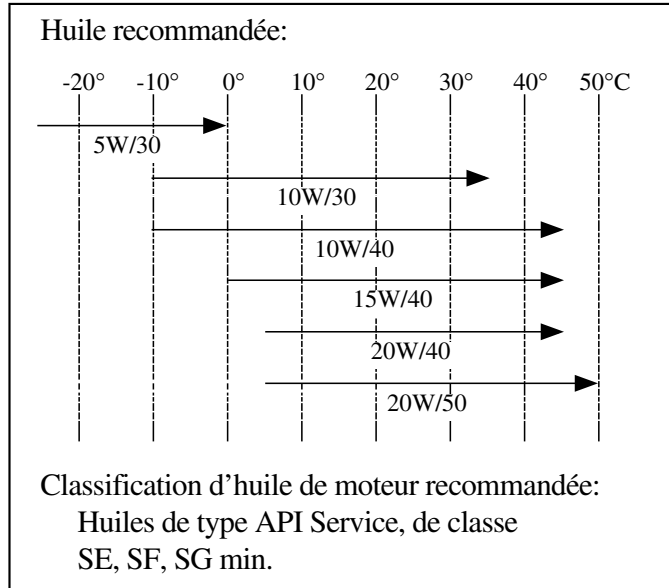 Huile recommandée:
-20° -10° 0° 10° 20° 30° 40° 50°C
5W/30
10W/30
10W/40
15W/40
20W/40
20W/50
Classification d’huile de moteur recommandée:
Huiles de type API Service, de classe
SE, SF, SG min.